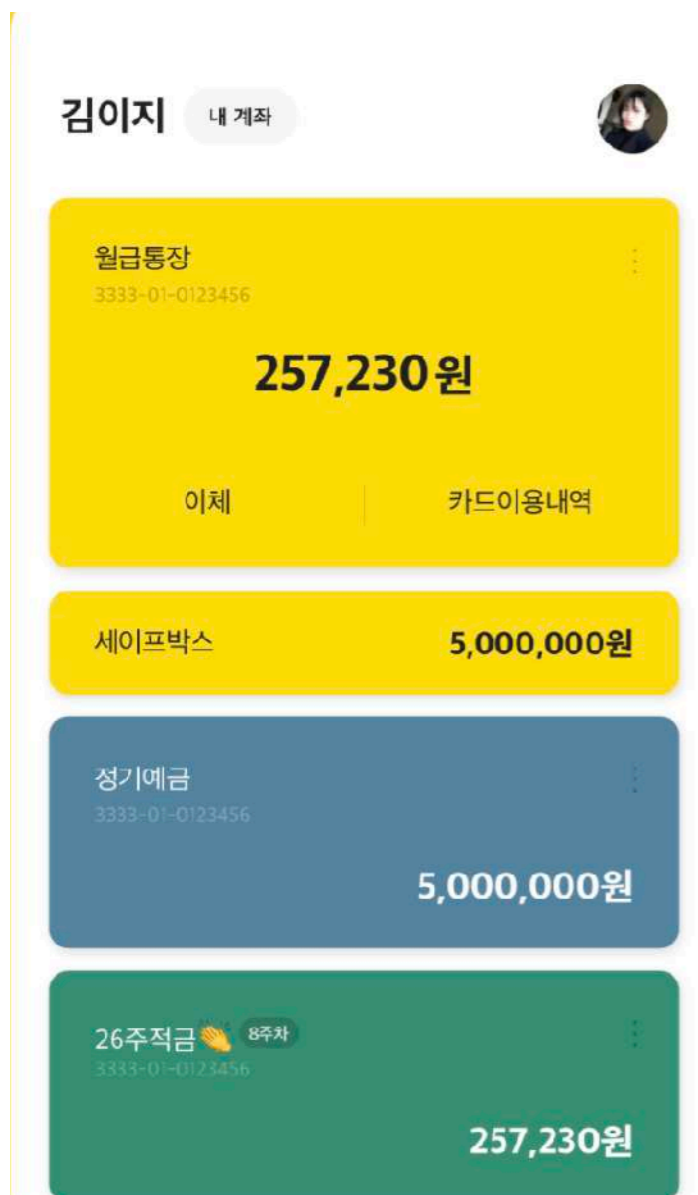 김이지 내 계좌
월급통장
3333-01-0123456
257,230원
이체 카드이용내역
세이프박스 5,000,000원
정기예금
3333-01-0123456
5,000,000원
26주적금👏 8주차
3333-01-0123456
257,230원